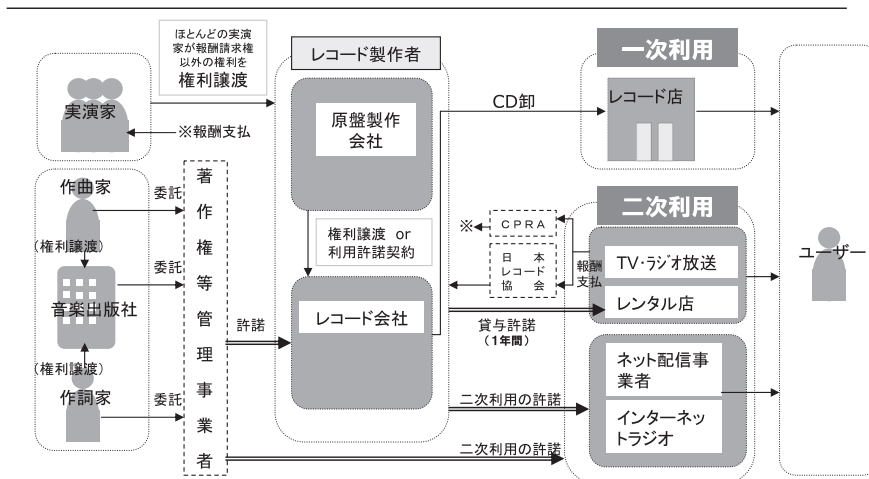 ほとんどの実演
家が報酬請求権
以外の権利を
権利譲渡
実演家
※報酬支払
作曲家
(権利譲渡)
音楽出版社
(権利譲渡)
作詞家
委託
委託
委託
著作権等管理事業者
許諾
レコード製作者
原盤製作
会社
権利譲渡 or
利用許諾契約
レコード会社
CD卸
一次利用
レコード店
二次利用
※
CPRA
日本
レコード
協会
報酬
支払
TV・ラジオ放送
レンタル店
貸与許諾
(1年間)
ネット配信事
業者
インターネッ
トラジオ
二次利用の許諾
二次利用の許諾
ユーザー